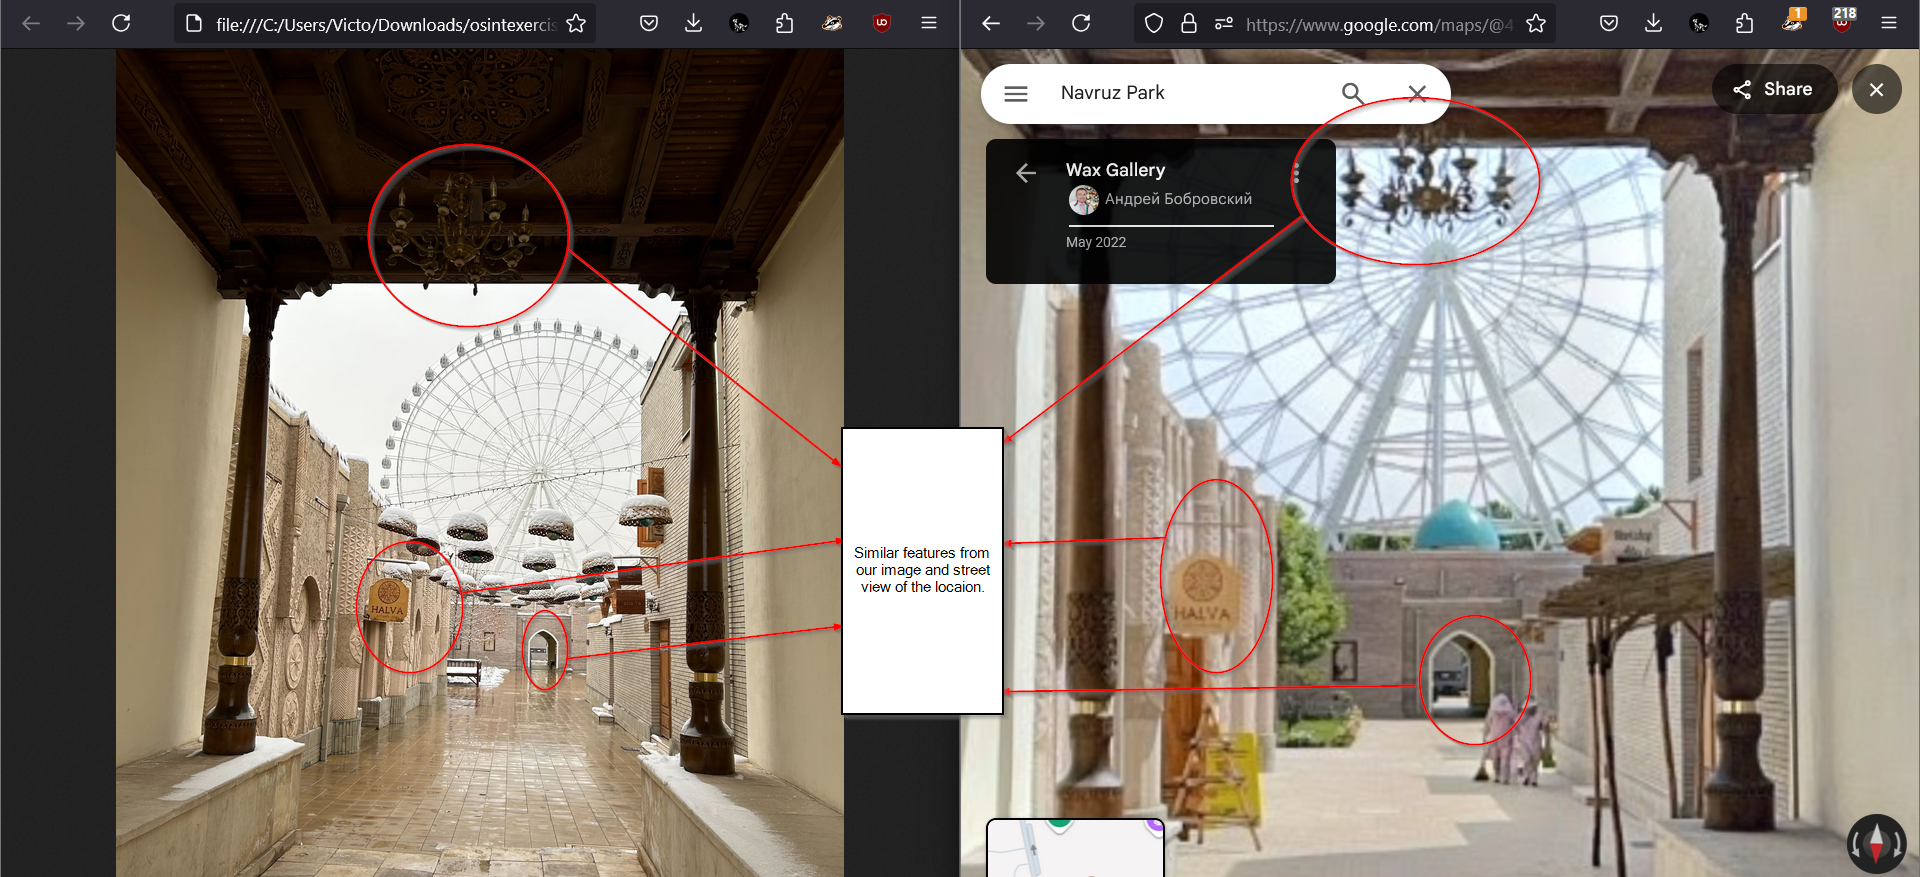 file:///C:/Users/Victo/Downloads/osintexercis
https://www.google.com/maps/@4
1
218
Navruz Park
Share
Wax Gallery
Андрей Бобровский
May 2022
HALVA
HALVA
Similar features from
our image and street
view of the locaion.